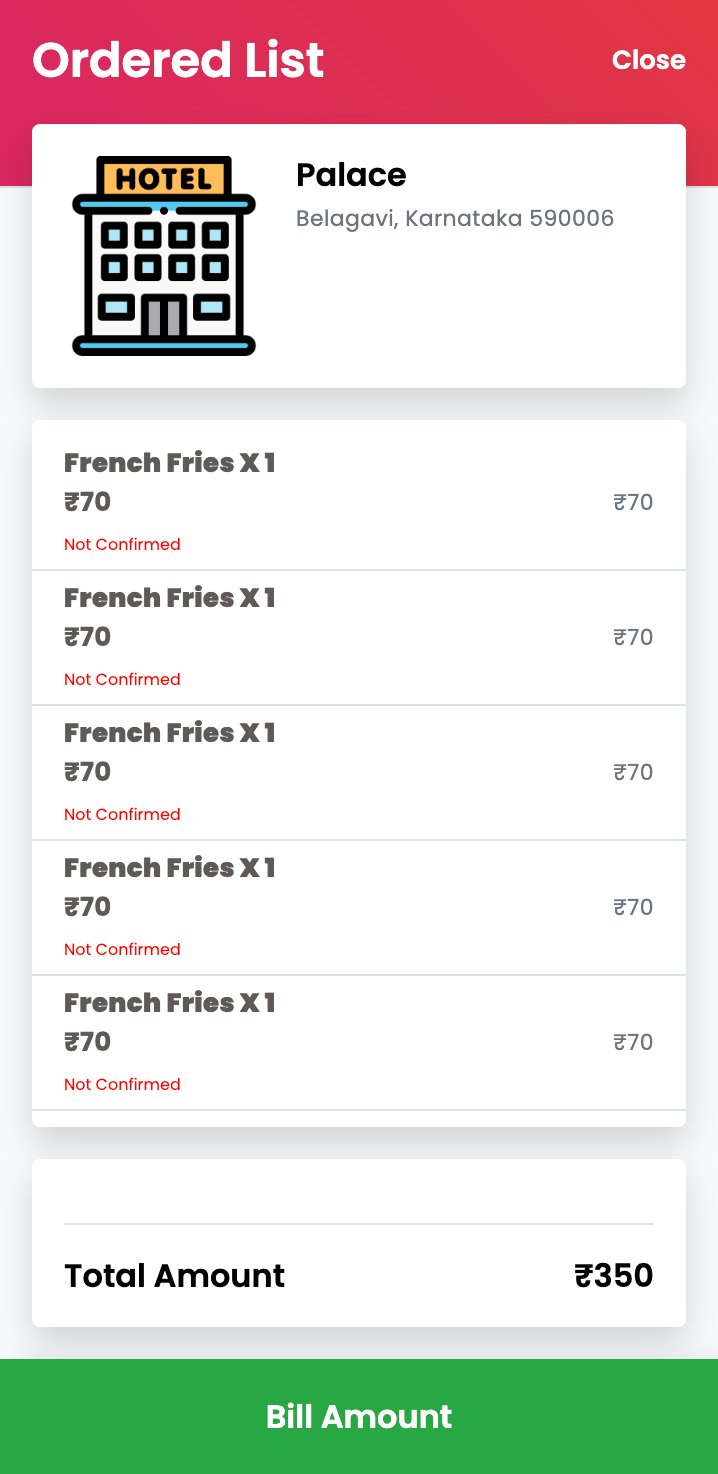 Ordered List
Close
HOTEL
Palace
Belagavi, Karnataka 590006
French Fries X 1
₹70
₹70
Not Confirmed
French Fries X 1
₹70
₹70
Not Confirmed
French Fries X 1
₹70
₹70
Not Confirmed
French Fries X 1
₹70
₹70
Not Confirmed
French Fries X 1
₹70
₹70
Not Confirmed
Total Amount
₹350
Bill Amount